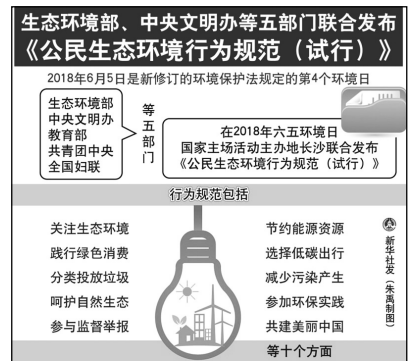 生态环境部、中央文明办等五部门联合发布
《公民生态环境行为规范（试行）》
2018年6月5日是新修订的环境保护法规定的第4个环境日
生态环境部
中央文明办
教育部
共青团中央
全国妇联
等五部门
在2018年六五环境日
国家主场活动主办地长沙联合发布
《公民生态环境行为规范（试行）》
行为规范包括
关注生态环境
践行绿色消费
分类投放垃圾
呵护自然生态
参与监督举报
节约能源资源
选择低碳出行
减少污染产生
参加环保实践
共建美丽中国
等十个方面
新华社发（朱禹制图）